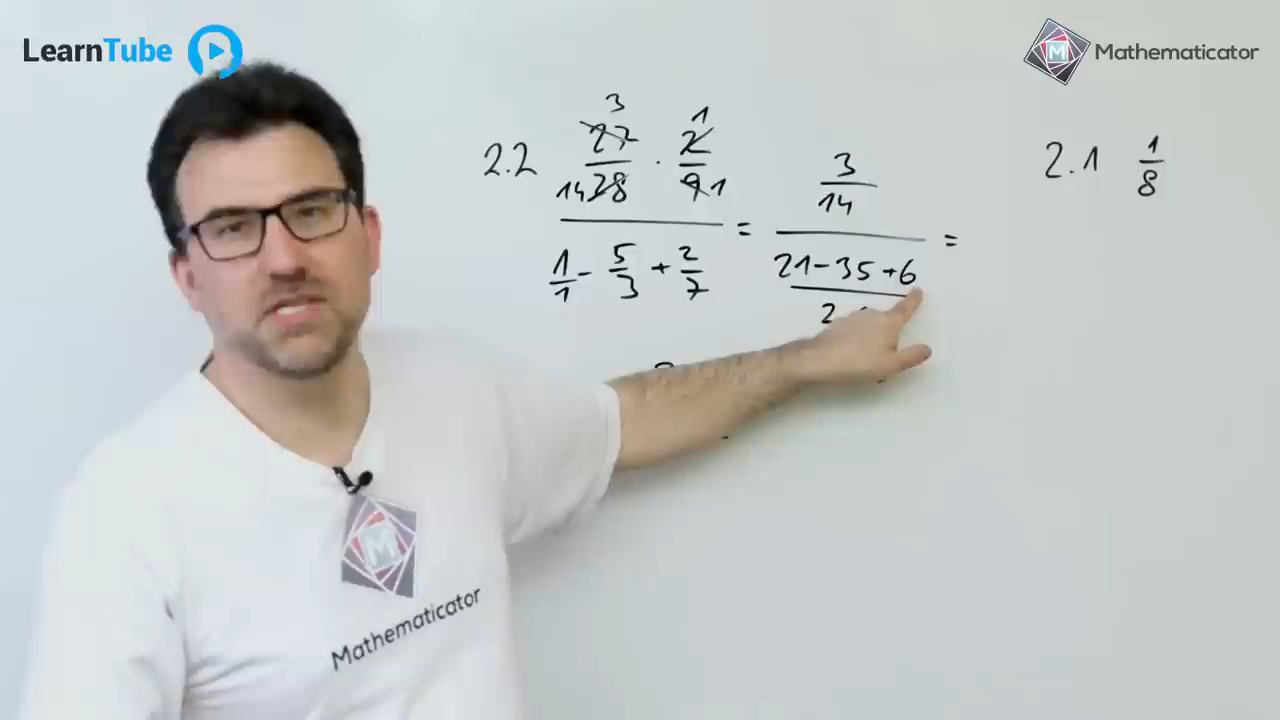 LearnTube
Mathematicator
2.2 3 27/14 28 · 1 2/9 1 = 3/14 = 2.1 1/8
1/1 - 5/3 + 2/7 21-35+6
2
Mathematicator